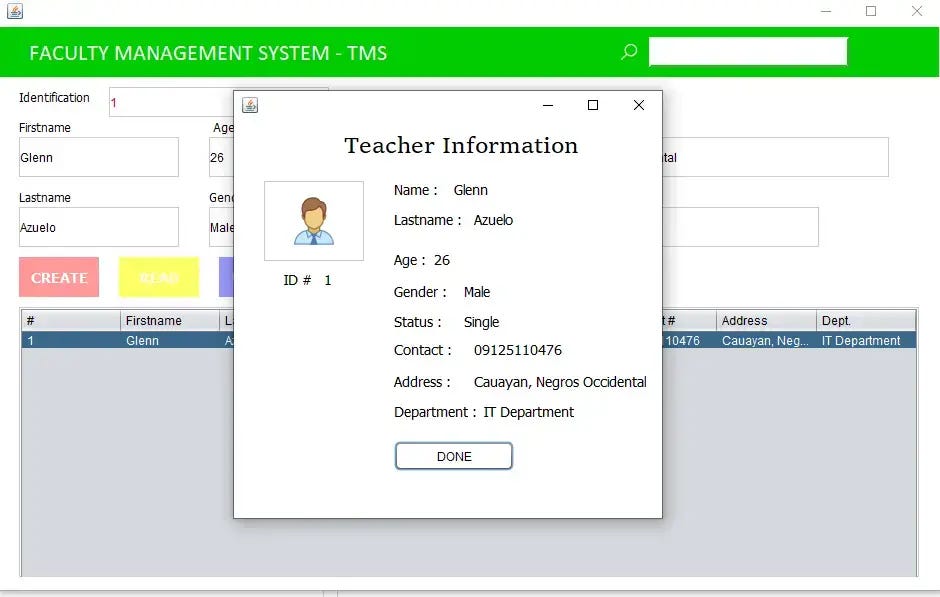 FACULTY MANAGEMENT SYSTEM - TMS
Identification 1
Firstname Age
Glenn 26 tal
Lastname
Azuelo Male
CREATE READ
# Firstname # Address Dept.
1 Glenn 10476 Cauayan, Neg... IT Department
Teacher Information
Name : Glenn
Lastname : Azuelo
Age : 26
ID # 1
Gender : Male
Status : Single
Contact : 09125110476
Address : Cauayan, Negros Occidental
Department : IT Department
DONE